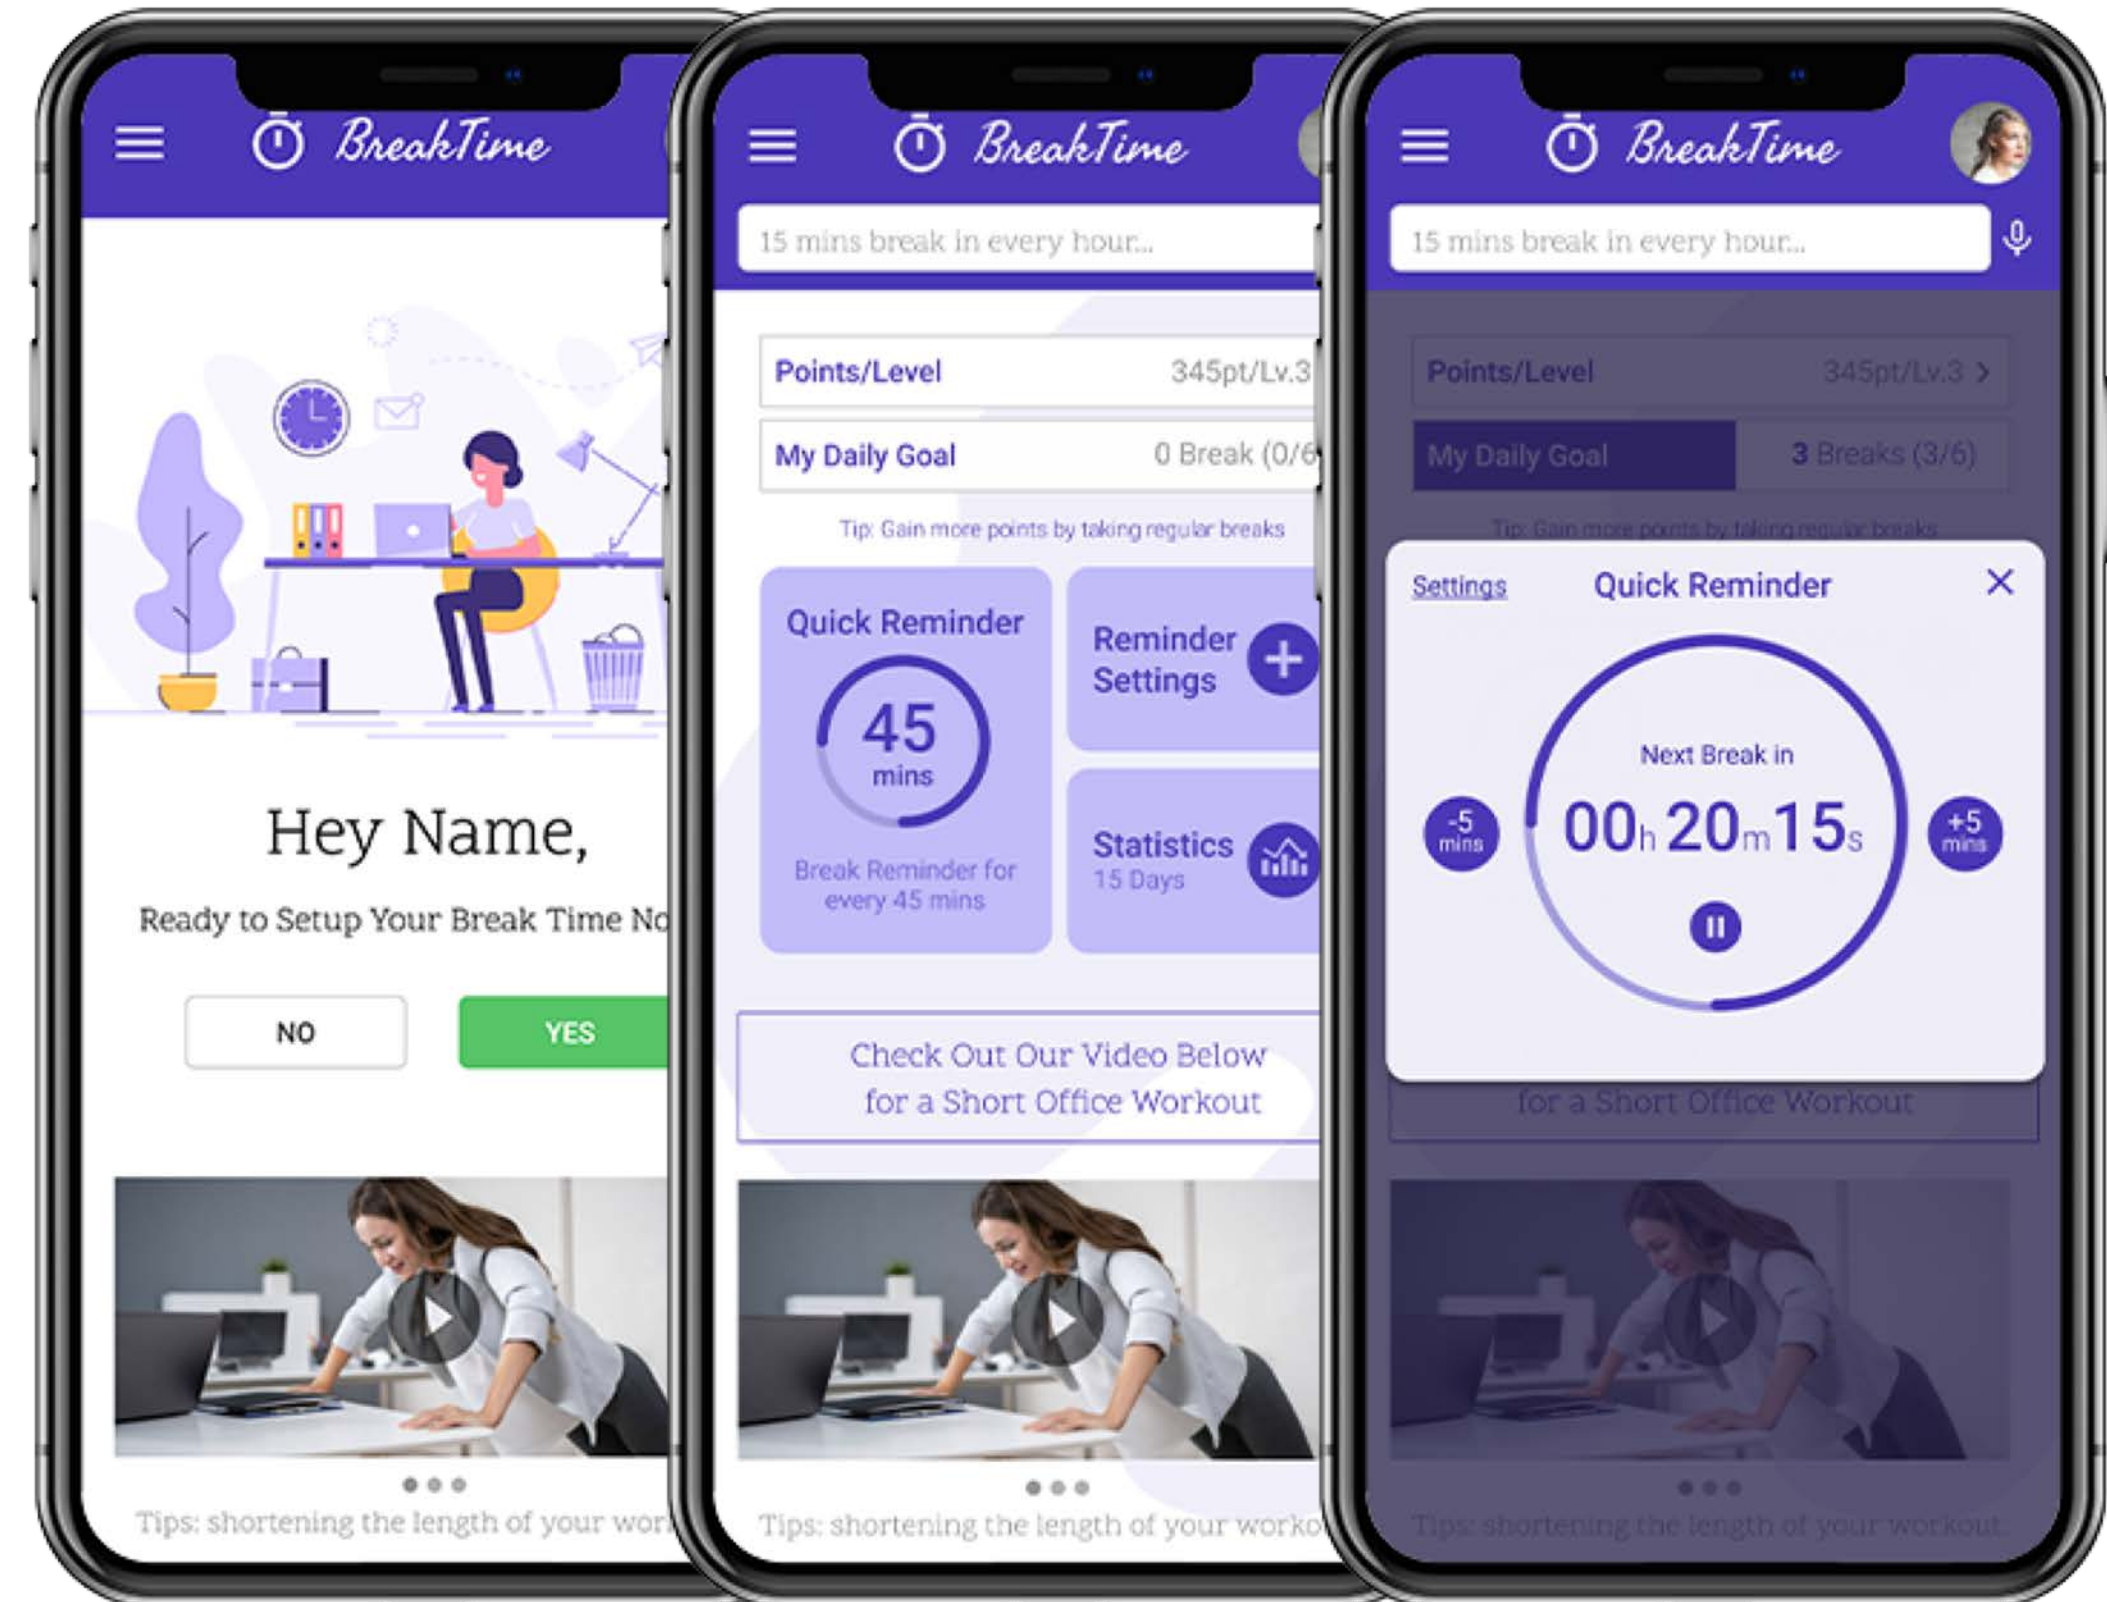 BreakTime
Hey Name,
Ready to Setup Your Break Time No
NO
YES
Tips: shortening the length of your wor
BreakTime
15 mins break in every hour...
Points/Level 345pt/Lv.3
My Daily Goal 0 Break (0/6
Tip: Gain more points by taking regular breaks
Quick Reminder
45
mins
Break Reminder for
every 45 mins
Reminder
Settings
Statistics
15 Days
Check Out Our Video Below
for a Short Office Workout
Tips: shortening the length of your worko
BreakTime
15 mins break in every hour...
Points/Level 345pt/Lv.3 >
My Daily Goal 3 Breaks (3/6)
Tip: Gain more points by taking regular breaks
Settings Quick Reminder
Next Break in
-5
mins
00h 20m 15s
+5
mins
for a Short Office Workout
Tips: shortening the length of your workout.